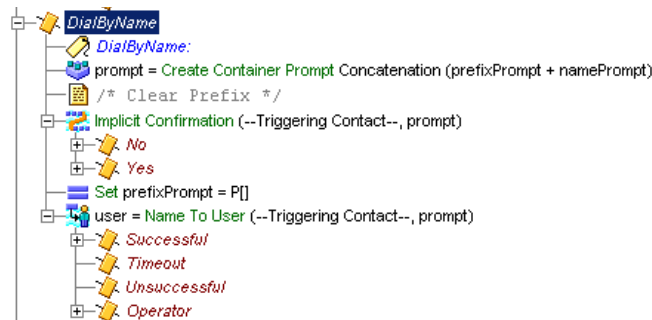 DialByName
DialByName:
prompt = Create Container Prompt Concatenation (prefixPrompt + namePrompt)
/* Clear Prefix */
Implicit Confirmation (--Triggering Contact--, prompt)
No
Yes
Set prefixPrompt = P[]
user = Name To User (--Triggering Contact--, prompt)
Successful
Timeout
Unsuccessful
Operator